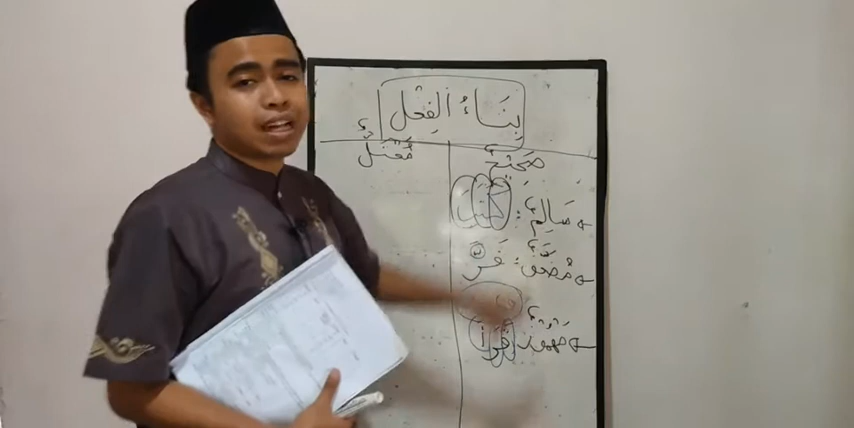 بِنَاءُ الْفِعْلِ
صَحِيْحٌ
مُعْتَلٌّ
سَالِمٌ: كَتَبَ
مُضَعَّفٌ: فَرَّ
مَهْمُوْزٌ: قَرَأَ